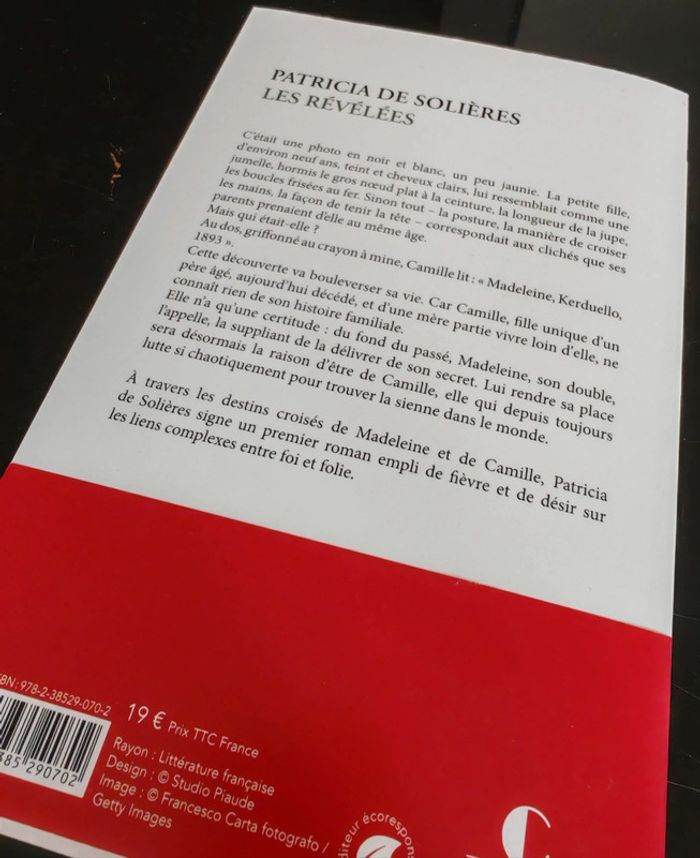 PATRICIA DE SOLIÈRES
LES RÉVÉLÉES
C'était une photo en noir et blanc, un peu jaunie. La petite fille,
d'environ neuf ans, teint et cheveux clairs, lui ressemblait comme une
jumelle, hormis le gros nœud plat à la ceinture, la longueur de la jupe,
les boucles frisées au fer. Sinon tout – la posture, la manière de croiser
les mains, la façon de tenir la tête – correspondait aux clichés que ses
parents prenaient d'elle au même âge.
Mais qui était-elle ?
Au dos, griffonné au crayon à mine, Camille lit : « Madeleine, Kerduello,
1893 ».
Cette découverte va bouleverser sa vie. Car Camille, fille unique d'un
père âgé, aujourd'hui décédé, et d'une mère partie vivre loin d'elle, ne
connaît rien de son histoire familiale.
Elle n'a qu'une certitude : du fond du passé, Madeleine, son double,
l'appelle, la suppliant de la délivrer de son secret. Lui rendre sa place
sera désormais la raison d'être de Camille, elle qui depuis toujours
lutte si chaotiquement pour trouver la sienne dans le monde.
À travers les destins croisés de Madeleine et de Camille, Patricia
de Solières signe un premier roman empli de fièvre et de désir sur
les liens complexes entre foi et folie.
SBN : 978-2-38529-070-2
385 290702
19 € Prix TTC France
Rayon : Littérature française
Design : © Studio Piaude
Image : © Francesco Carta fotografo /
Getty Images
diteur écorespons